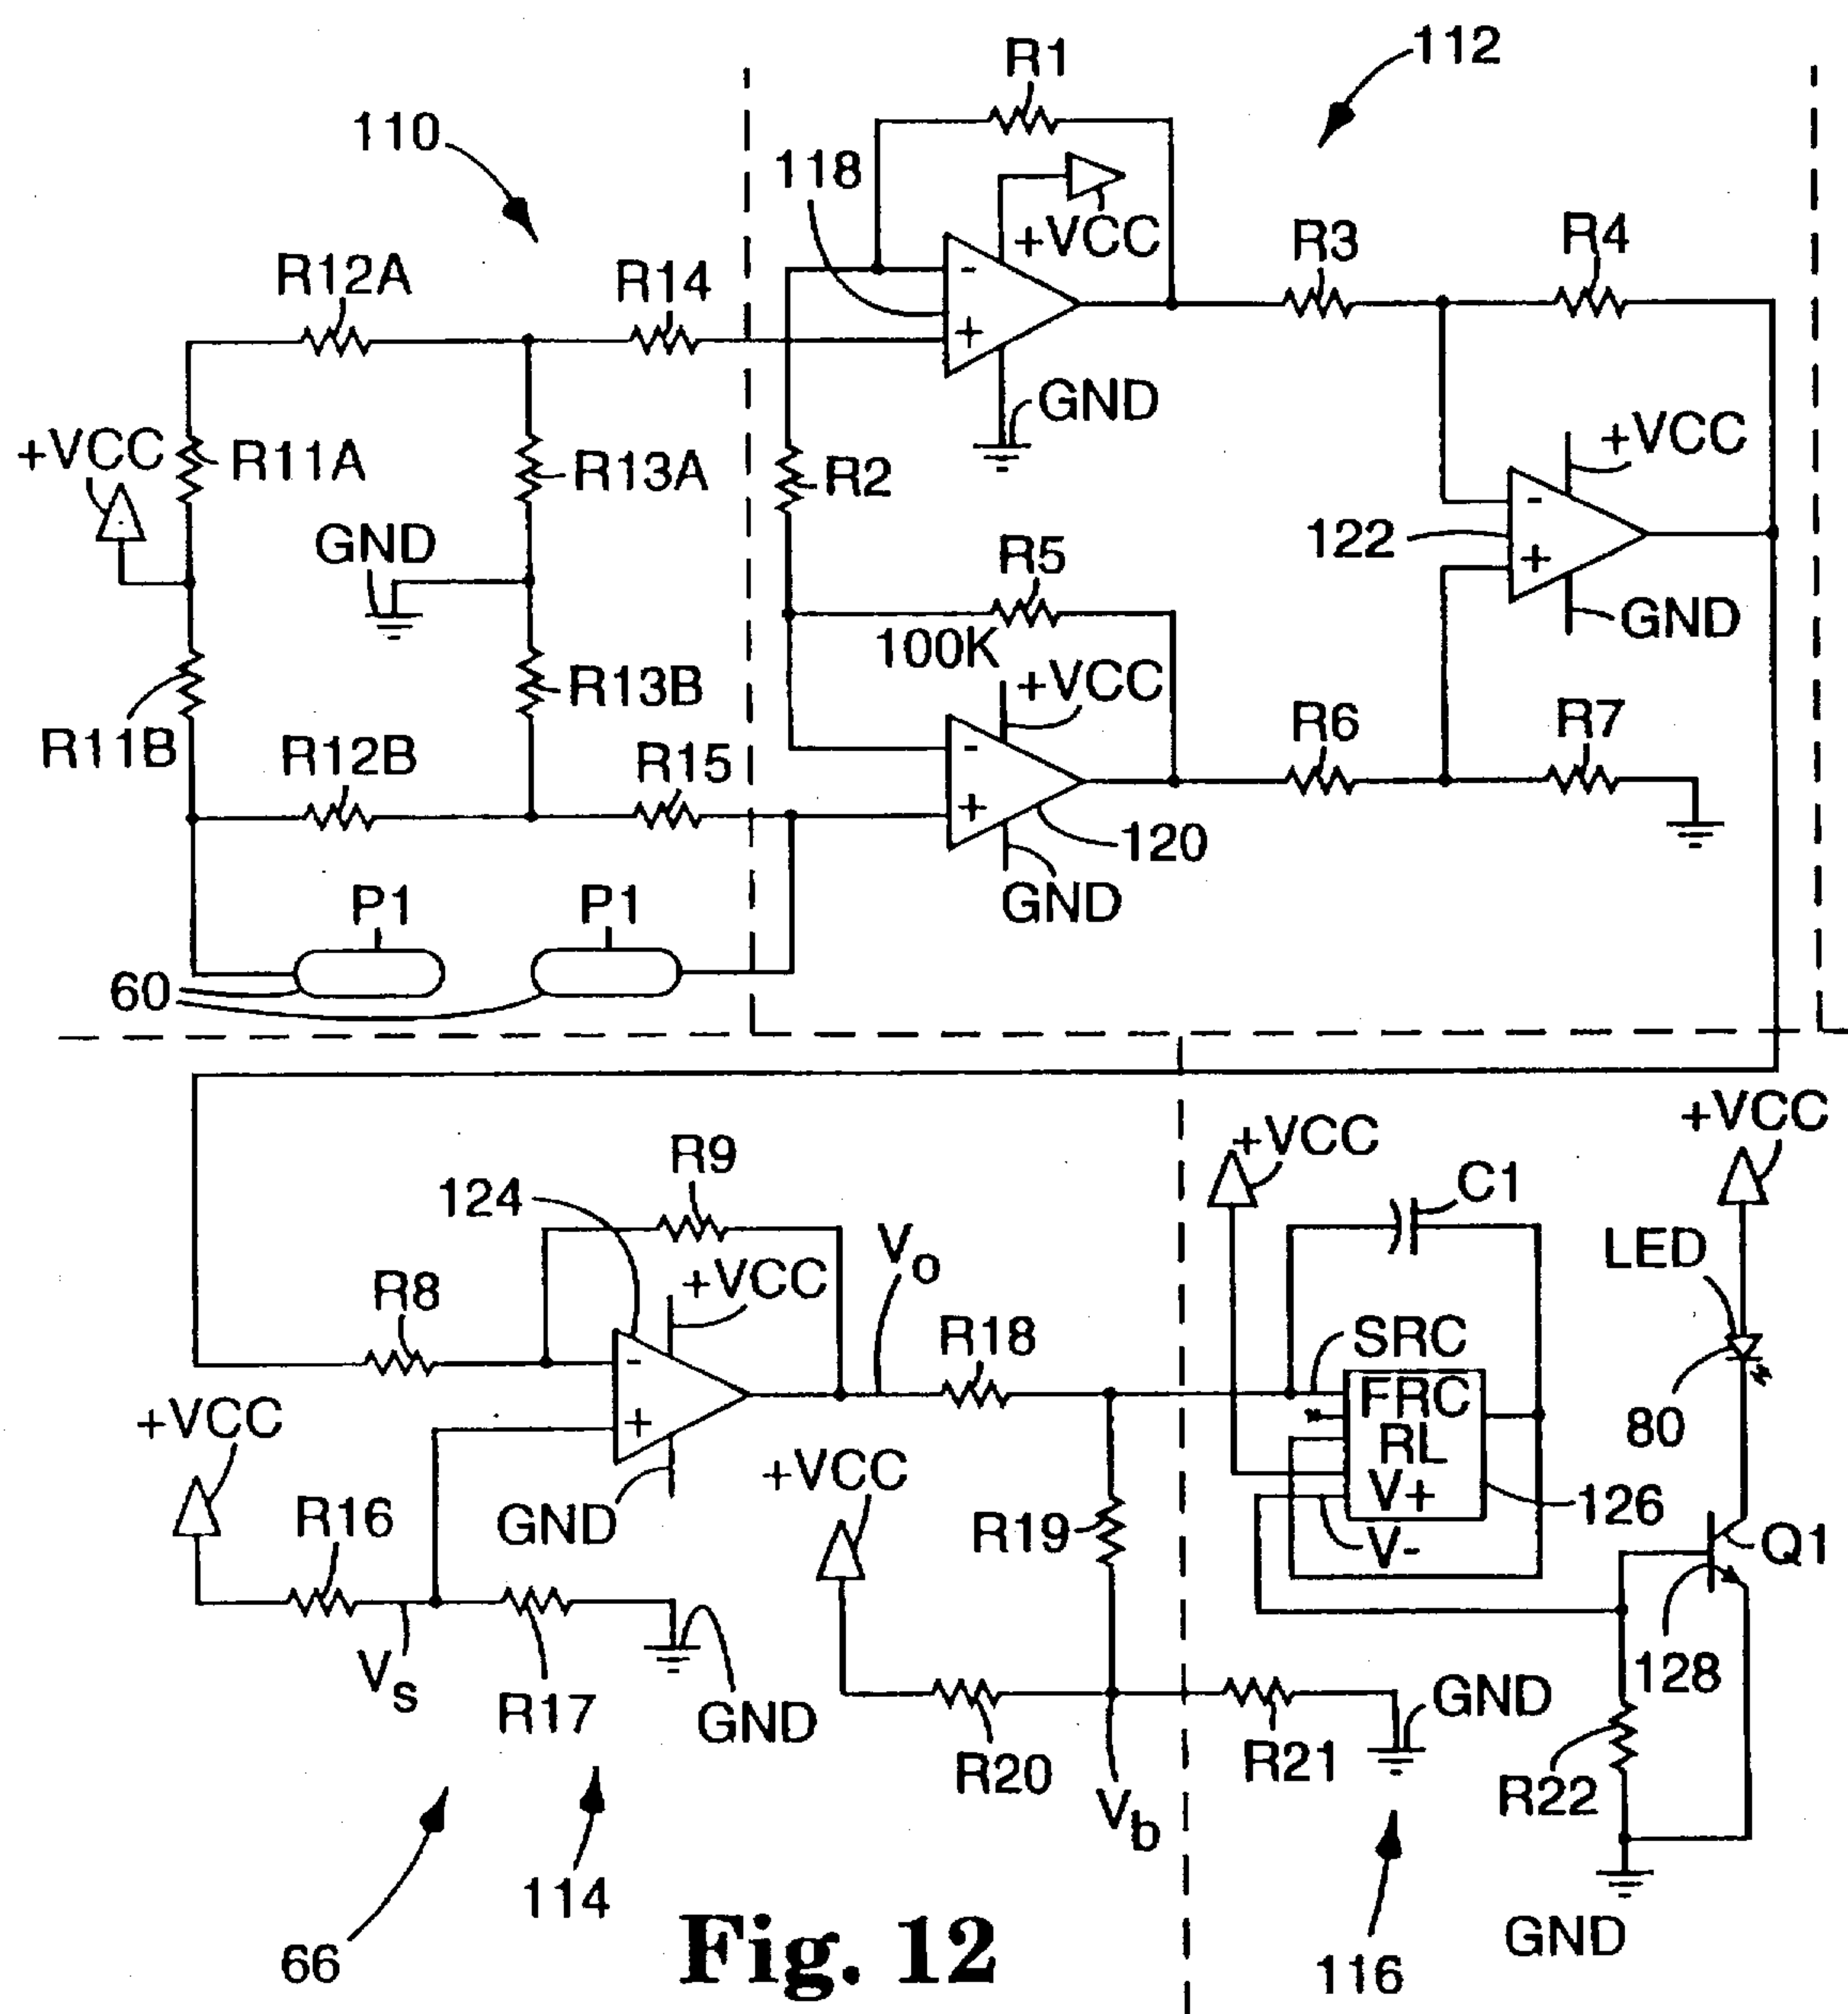 R1
112
110
118
+VCC
R12A
R14
R3
R4
-
+
GND
+VCC
R11A
R13A
R2
+VCC
GND
122
-
+
R5
100K
GND
R11B
R13B
+VCC
R12B
R15
R6
R7
-
+
120
GND
P1
P1
60
+VCC
+VCC
R9
124
C1
Vo
LED
R8
+VCC
R18
SRC
-
+
FRC
RL
V+
V-
80
126
+VCC
+VCC
GND
R16
R19
Q1
Vs
R17
GND
128
GND
R20
R21
R22
Vb
114
66
Fig. 12
116
GND